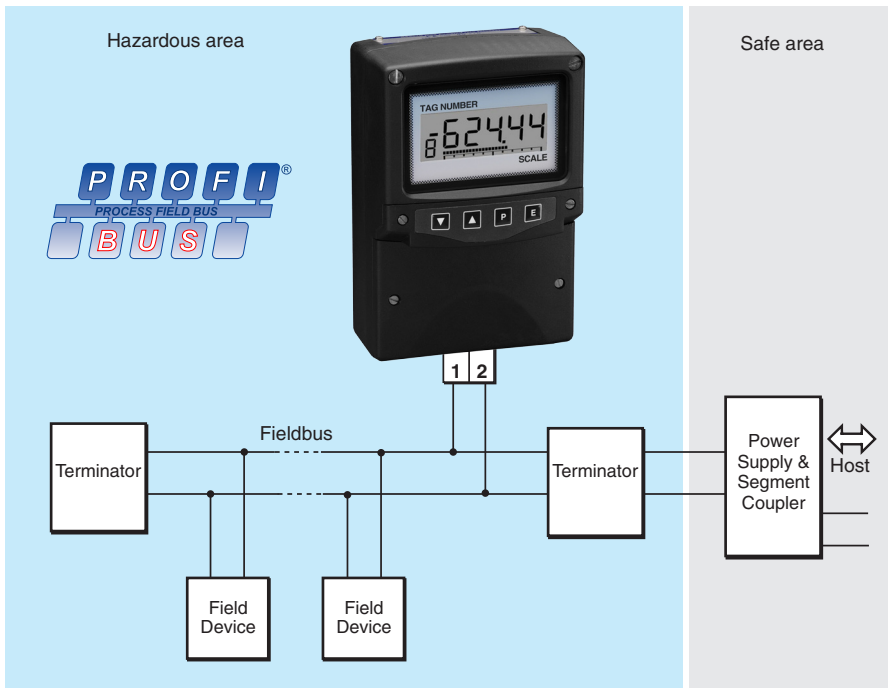 Hazardous area
Safe area
TAG NUMBER
8
-624.44
SCALE
P
E
PROFI®
PROCESS FIELD BUS
BUS
1 2
Fieldbus
Terminator
Terminator
Power
Supply &
Segment
Coupler
Host
Field
Device
Field
Device